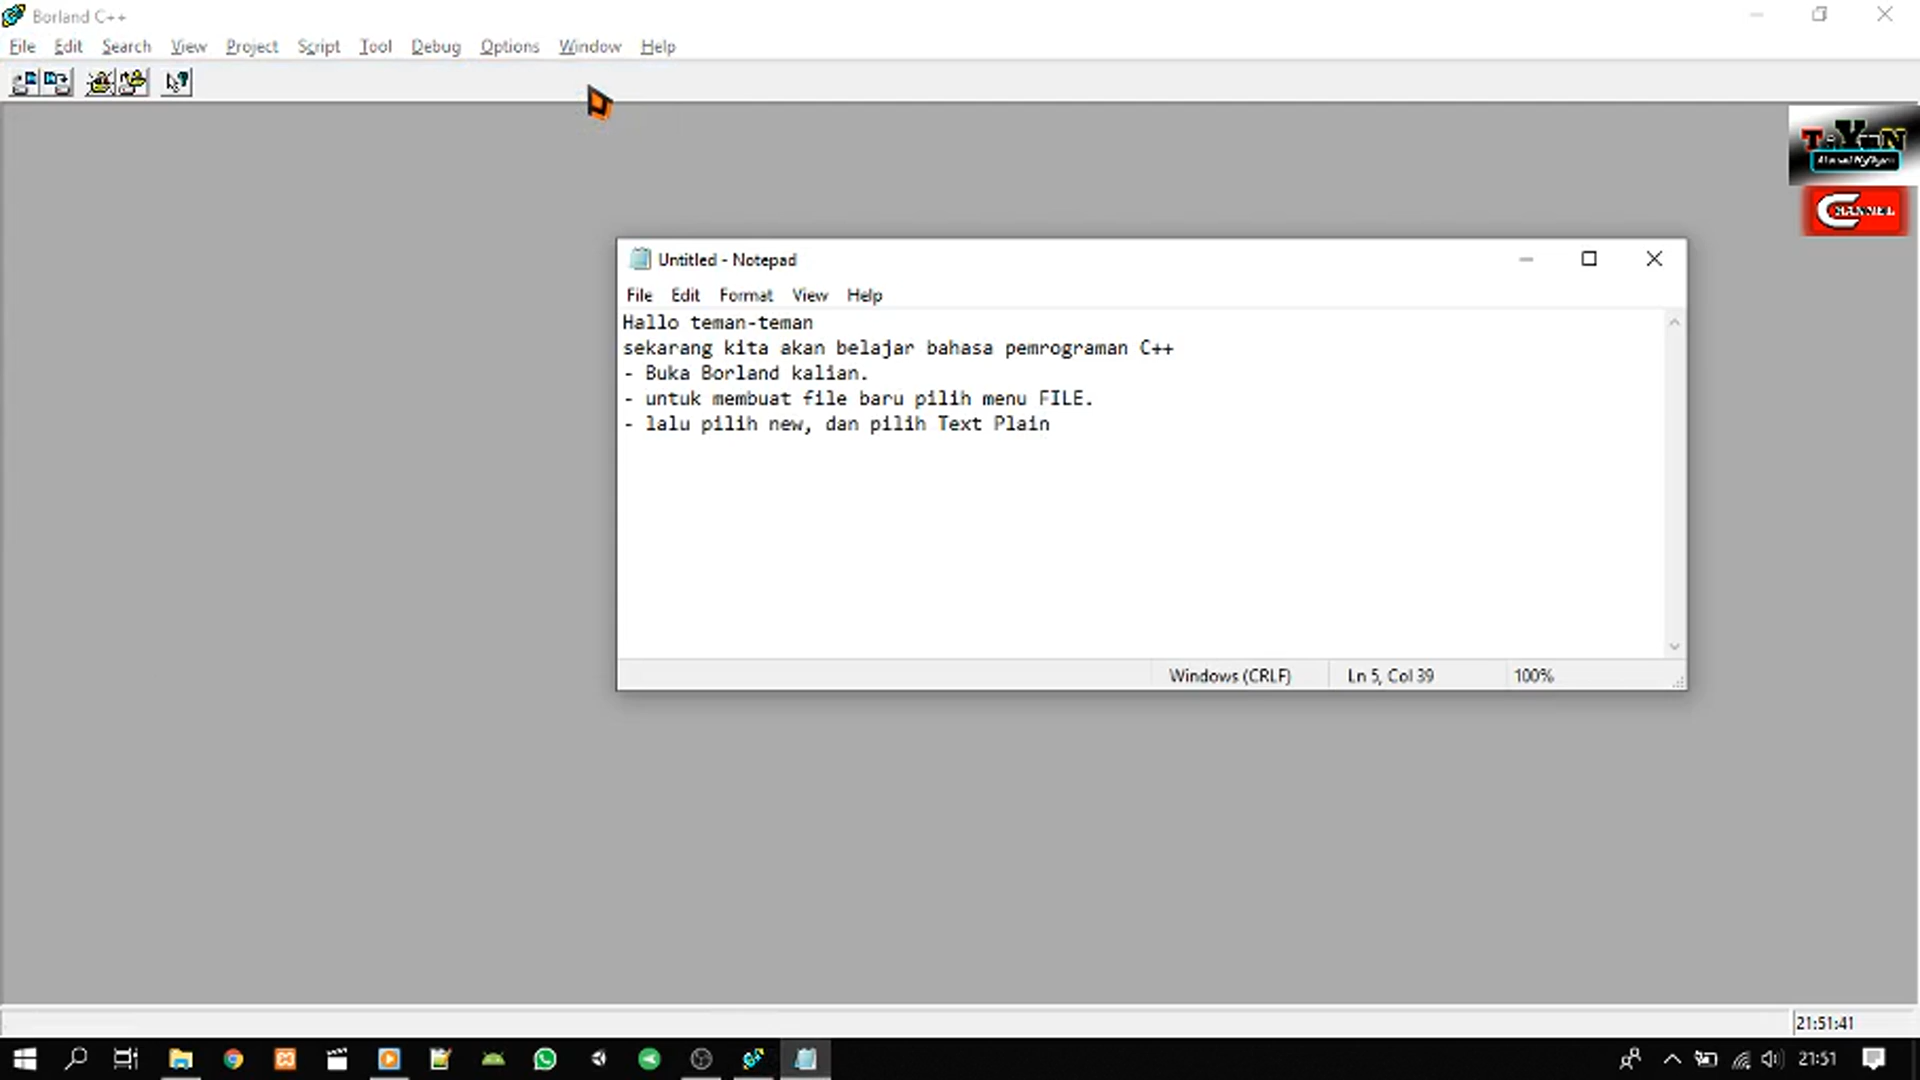 Borland C++
File Edit Search View Project Script Tool Debug Options Window Help
CHANNEL
Untitled - Notepad
File Edit Format View Help
Hallo teman-teman
sekarang kita akan belajar bahasa pemrograman C++
- Buka Borland kalian.
- untuk membuat file baru pilih menu FILE.
- lalu pilih new, dan pilih Text Plain
Windows (CRLF) Ln 5, Col 39 100%
21:51:41
21:51